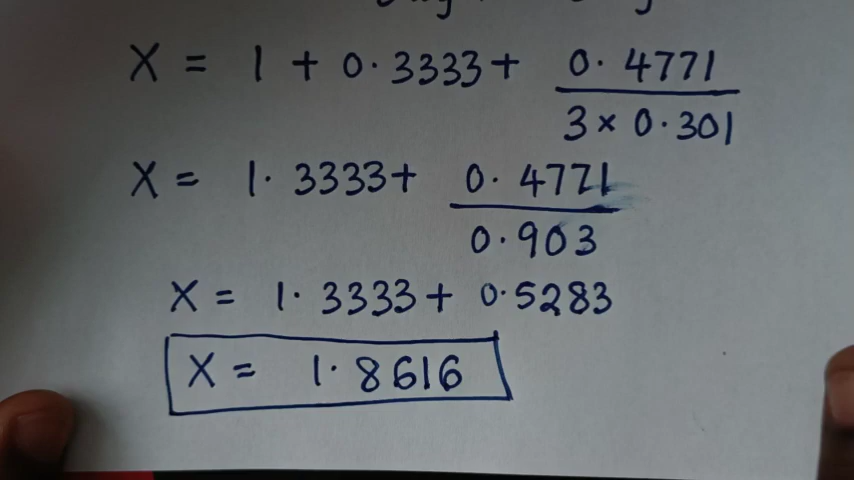 X = 1 + 0.3333 + 0.4771 / 3 × 0.301
X = 1.3333 + 0.4771 / 0.903
X = 1.3333 + 0.5283
X = 1.8616